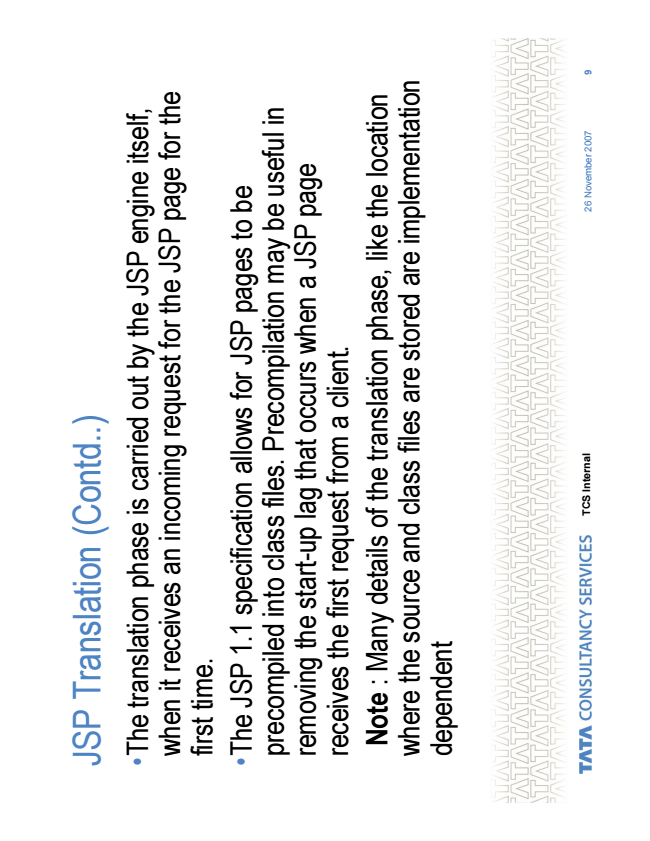 JSP Translation (Contd..)
• The translation phase is carried out by the JSP engine itself,
when it receives an incoming request for the JSP page for the
first time.
• The JSP 1.1 specification allows for JSP pages to be
precompiled into class files. Precompilation may be useful in
removing the start-up lag that occurs when a JSP page
receives the first request from a client.
Note : Many details of the translation phase, like the location
where the source and class files are stored are implementation
dependent
TATA CONSULTANCY SERVICES TCS Internal 26 November 2007 9